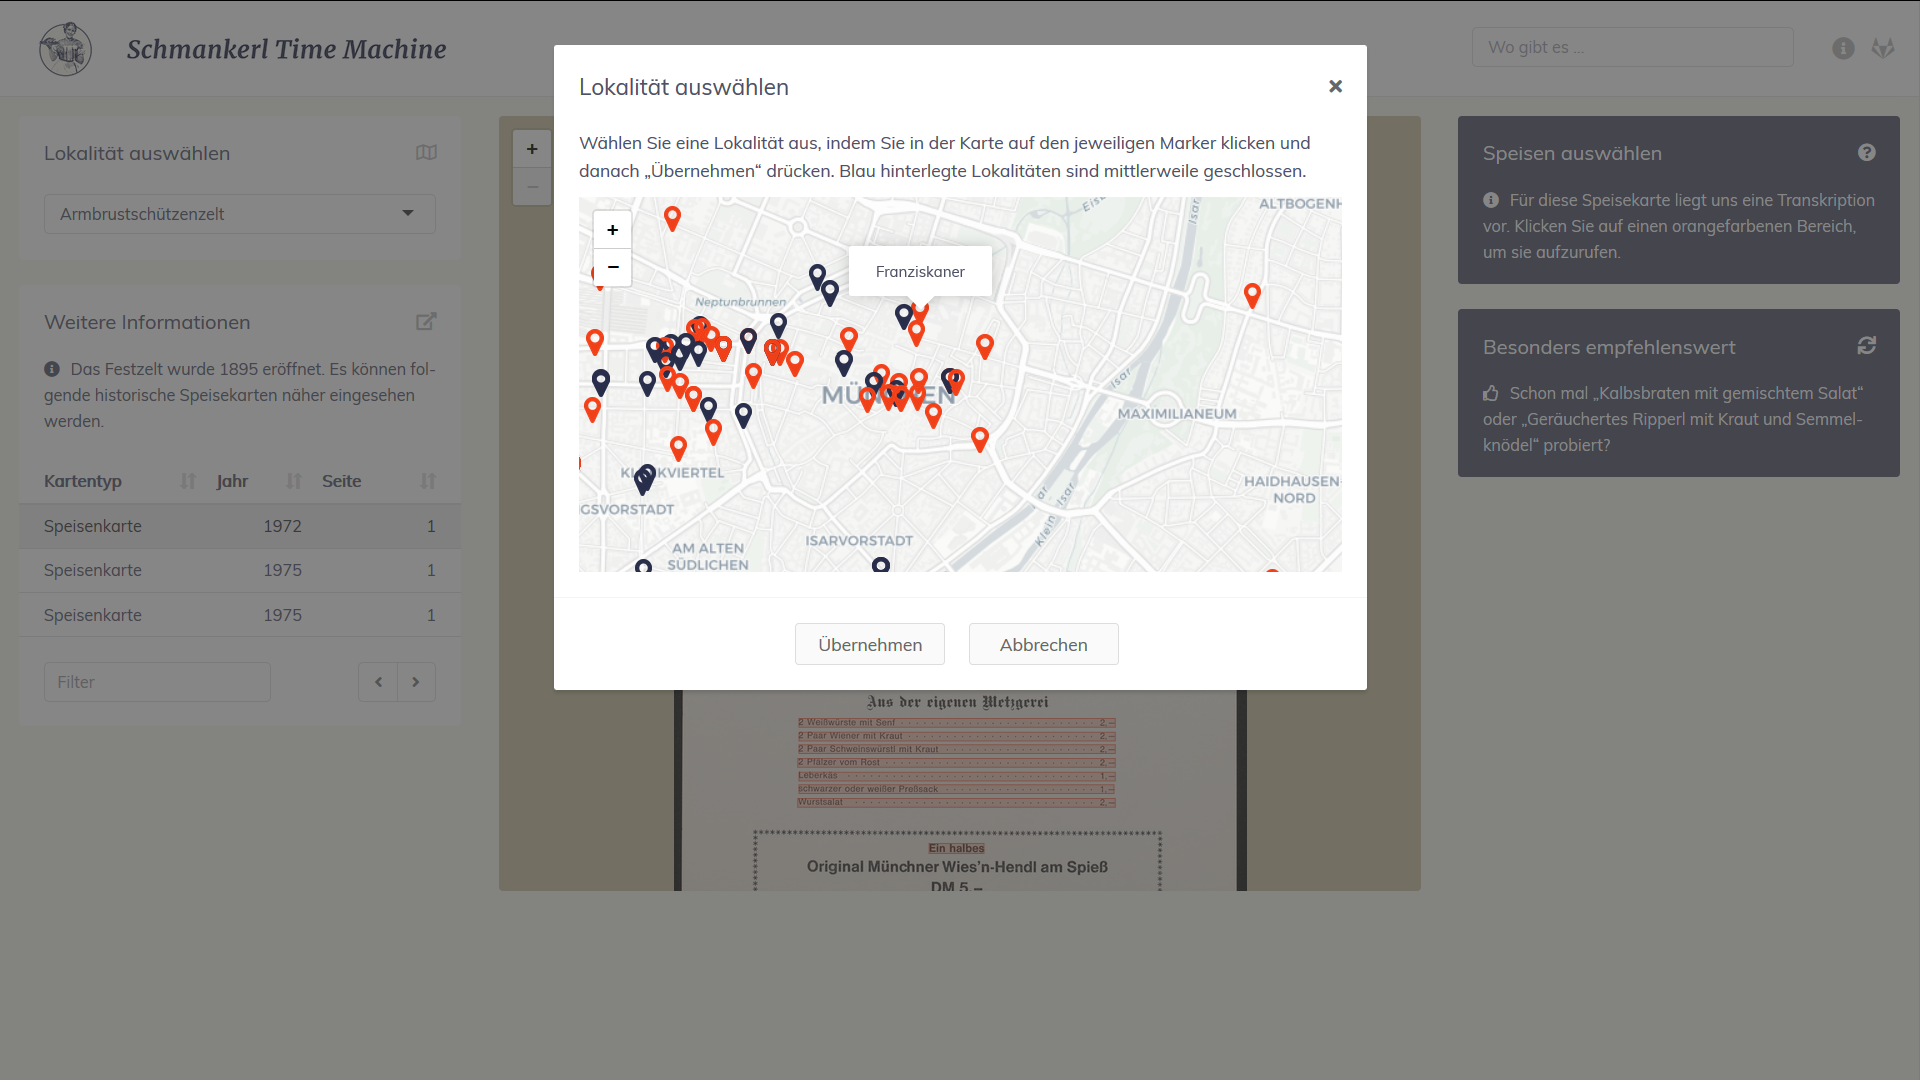 Schmankerl Time Machine
Wo gibt es ...
Lokalität auswählen
Armbrustschützenzelt
Weitere Informationen
Das Festzelt wurde 1895 eröffnet. Es können fol-
gende historische Speisekarten näher eingesehen
werden.
Kartentyp Jahr Seite
Speisenkarte 1972 1
Speisenkarte 1975 1
Speisenkarte 1975 1
Filter
Lokalität auswählen
Wählen Sie eine Lokalität aus, indem Sie in der Karte auf den jeweiligen Marker klicken und
danach „Übernehmen“ drücken. Blau hinterlegte Lokalitäten sind mittlerweile geschlossen.
+
−
+
−
ALTBOGENH
Eis
Isar
Franziskaner
Neptunbrunnen
Isar
MAXIMILIANEUM
HAIDHAUSEN-
NORD
GSVORSTADT
ISARVORSTADT
AM ALTEN
SÜDLICHEN
Klein Isar
Übernehmen
Abbrechen
Aus der eigenen Metzgerei
2 Weißwürste mit Senf 2,—
2 Paar Wiener mit Kraut 2,—
2 Paar Schweinswürstl mit Kraut 2,—
2 Pfälzer vom Rost 2,—
Leberkäs 1,—
schwarzer oder weißer Preßsack 1,—
Wurstsalat 2,—
Ein halbes
Original Münchner Wies'n-Hendl am Spieß
DM 5,–
Speisen auswählen
Für diese Speisekarte liegt uns eine Transkription
vor. Klicken Sie auf einen orangefarbenen Bereich,
um sie aufzurufen.
Besonders empfehlenswert
Schon mal „Kalbsbraten mit gemischtem Salat“
oder „Geräuchertes Ripperl mit Kraut und Semmel-
knödel“ probiert?